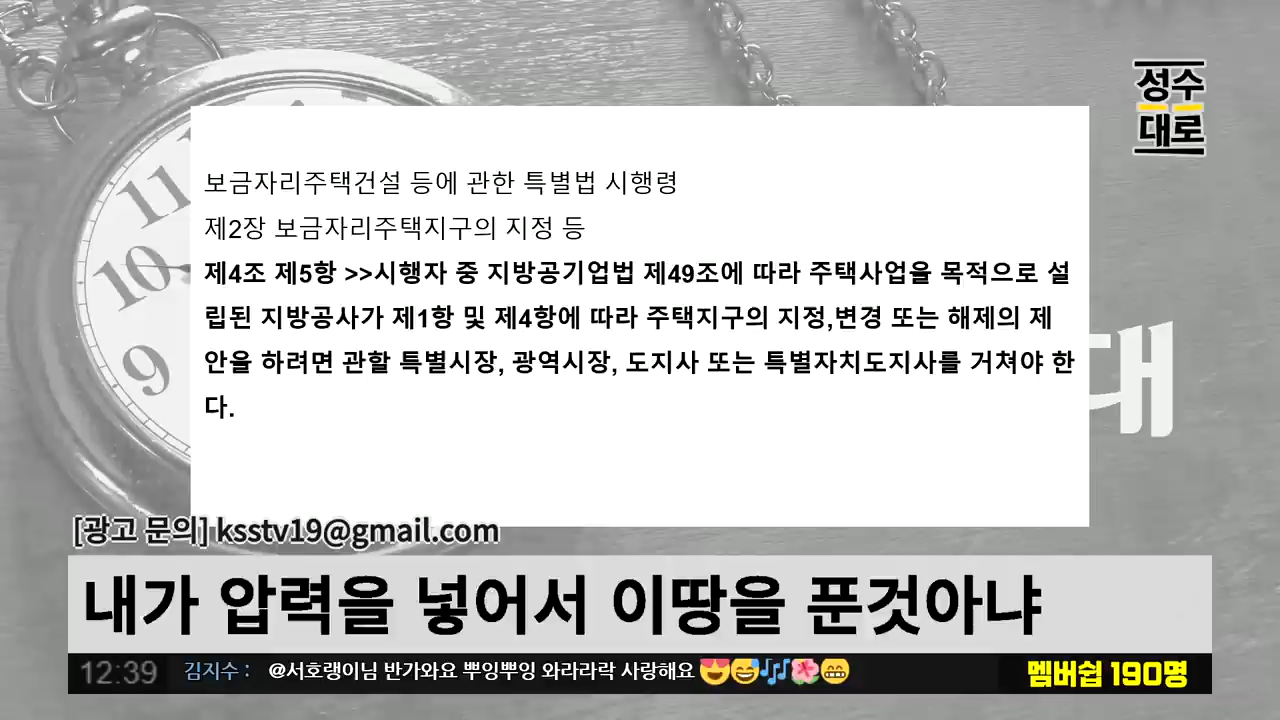 성수
대로
11
10
9
보금자리주택건설 등에 관한 특별법 시행령
제2장 보금자리주택지구의 지정 등
제4조 제5항 >>시행자 중 지방공기업법 제49조에 따라 주택사업을 목적으로 설
립된 지방공사가 제1항 및 제4항에 따라 주택지구의 지정,변경 또는 해제의 제
안을 하려면 관할 특별시장, 광역시장, 도지사 또는 특별자치도지사를 거쳐야 한
다.
대
[광고 문의] ksstv19@gmail.com
내가 압력을 넣어서 이땅을 푼것아냐
12:39 김지수 : @서호랭이님 반가와요 뿌잉뿌잉 와라라락 사랑해요 😍😅🎶🌺😁 멤버쉽 190명